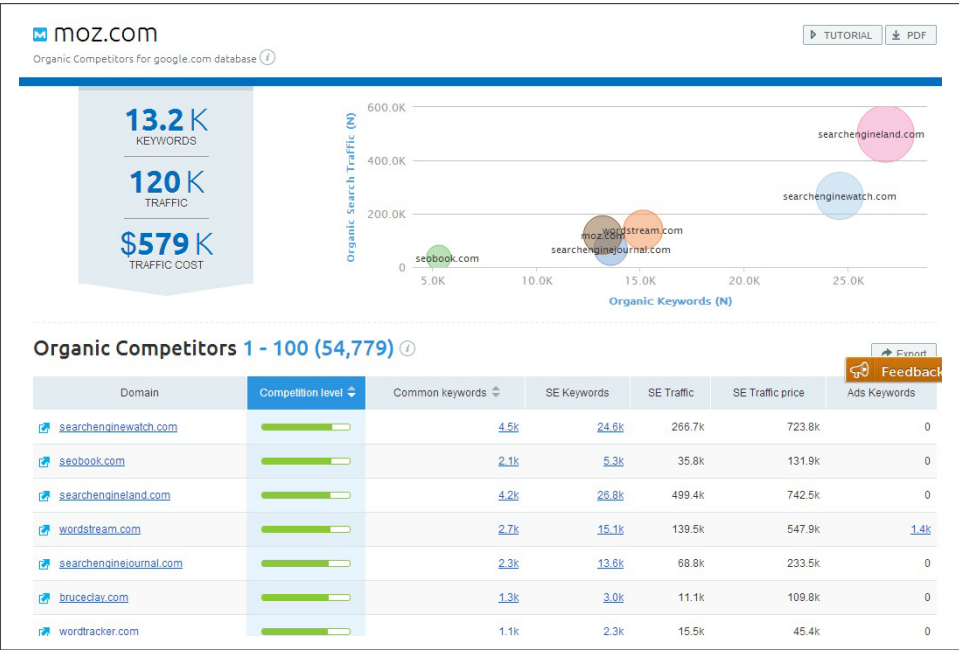 moz.com
TUTORIAL
PDF
Organic Competitors for google.com database i
13.2 K
KEYWORDS
120 K
TRAFFIC
$579 K
TRAFFIC COST
Organic Search Traffic (N)
600.0K
400.0K
200.0K
0
searchengineland.com
searchenginewatch.com
wordstream.com
moz.com
searchenginejournal.com
seobook.com
5.0K 10.0K 15.0K 20.0K 25.0K
Organic Keywords (N)
Organic Competitors 1 - 100 (54,779) i
Export
Feedback
Domain Competition level Common keywords SE Keywords SE Traffic SE Traffic price Ads Keywords
searchenginewatch.com 4.5k 24.6k 266.7k 723.8k 0
seobook.com 2.1k 5.3k 35.8k 131.9k 0
searchengineland.com 4.2k 26.8k 499.4k 742.5k 0
wordstream.com 2.7k 15.1k 139.5k 547.9k 1.4k
searchenginejournal.com 2.3k 13.6k 68.8k 233.5k 0
bruceclay.com 1.3k 3.0k 11.1k 109.8k 0
wordtracker.com 1.1k 2.3k 15.5k 45.4k 0